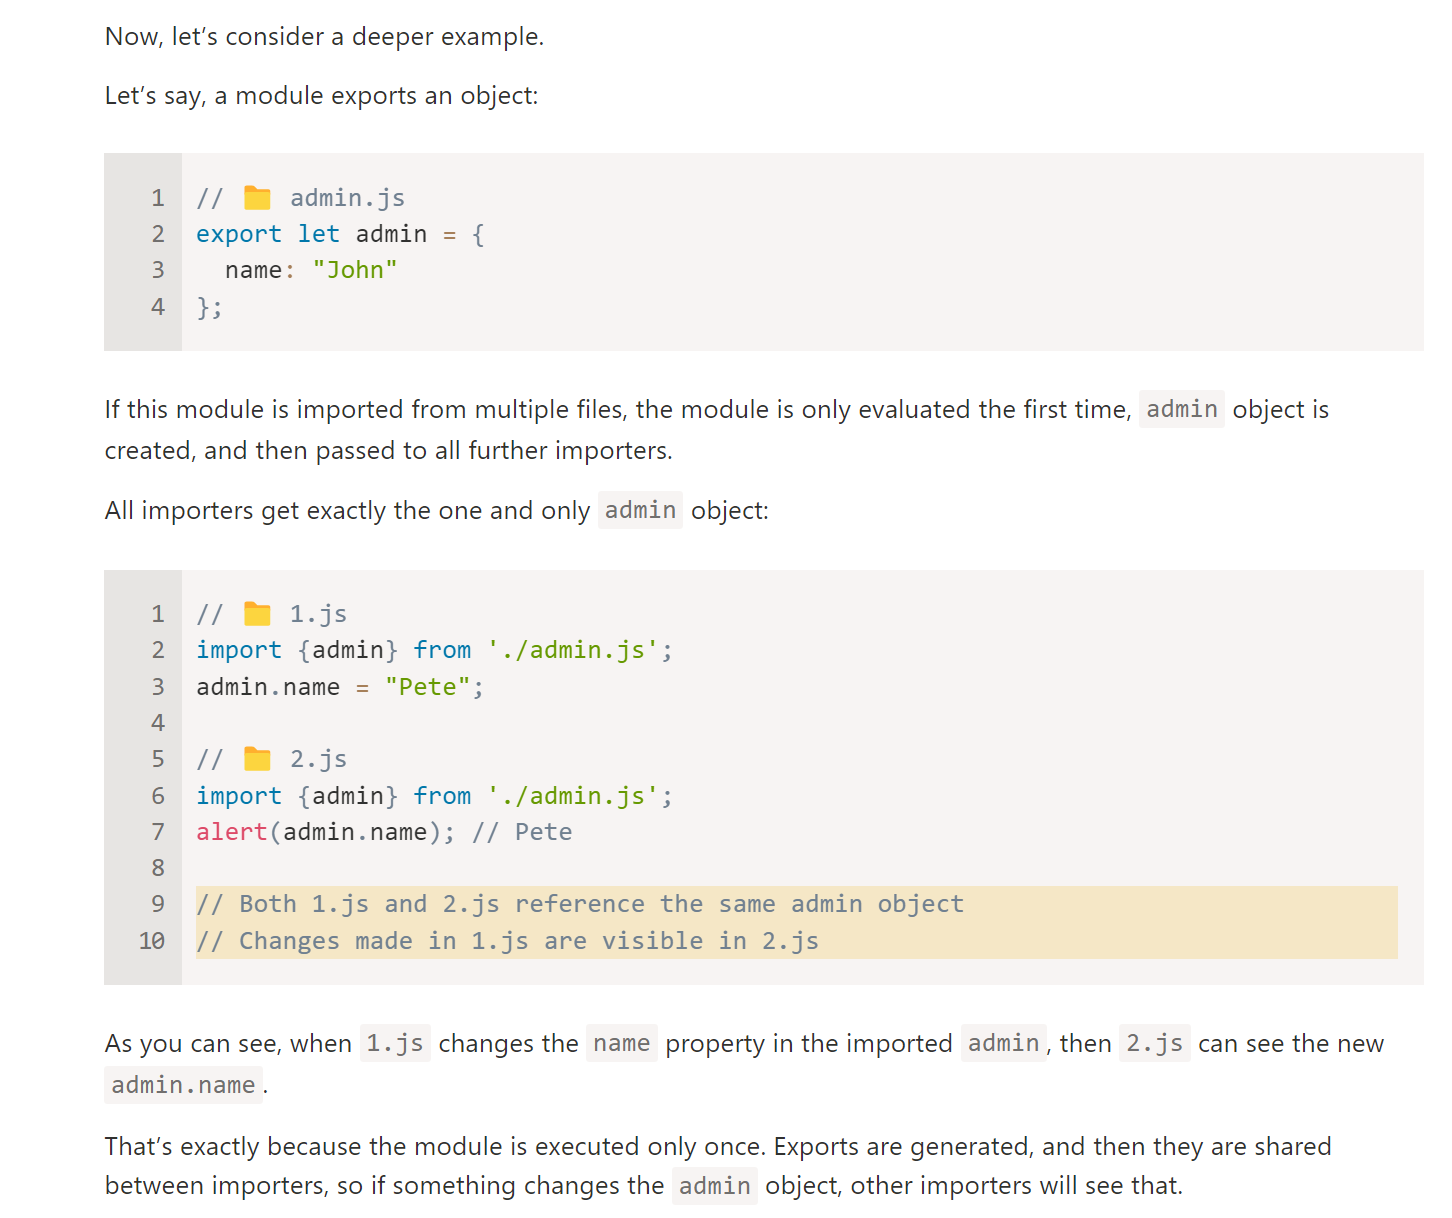 Now, let’s consider a deeper example.
Let’s say, a module exports an object:
1 // 📁 admin.js
2 export let admin = {
3   name: "John"
4 };
If this module is imported from multiple files, the module is only evaluated the first time, admin object is
created, and then passed to all further importers.
All importers get exactly the one and only admin object:
1 // 📁 1.js
2 import {admin} from './admin.js';
3 admin.name = "Pete";
4
5 // 📁 2.js
6 import {admin} from './admin.js';
7 alert(admin.name); // Pete
8
9 // Both 1.js and 2.js reference the same admin object
10 // Changes made in 1.js are visible in 2.js
As you can see, when 1.js changes the name property in the imported admin, then 2.js can see the new
admin.name.
That’s exactly because the module is executed only once. Exports are generated, and then they are shared
between importers, so if something changes the admin object, other importers will see that.